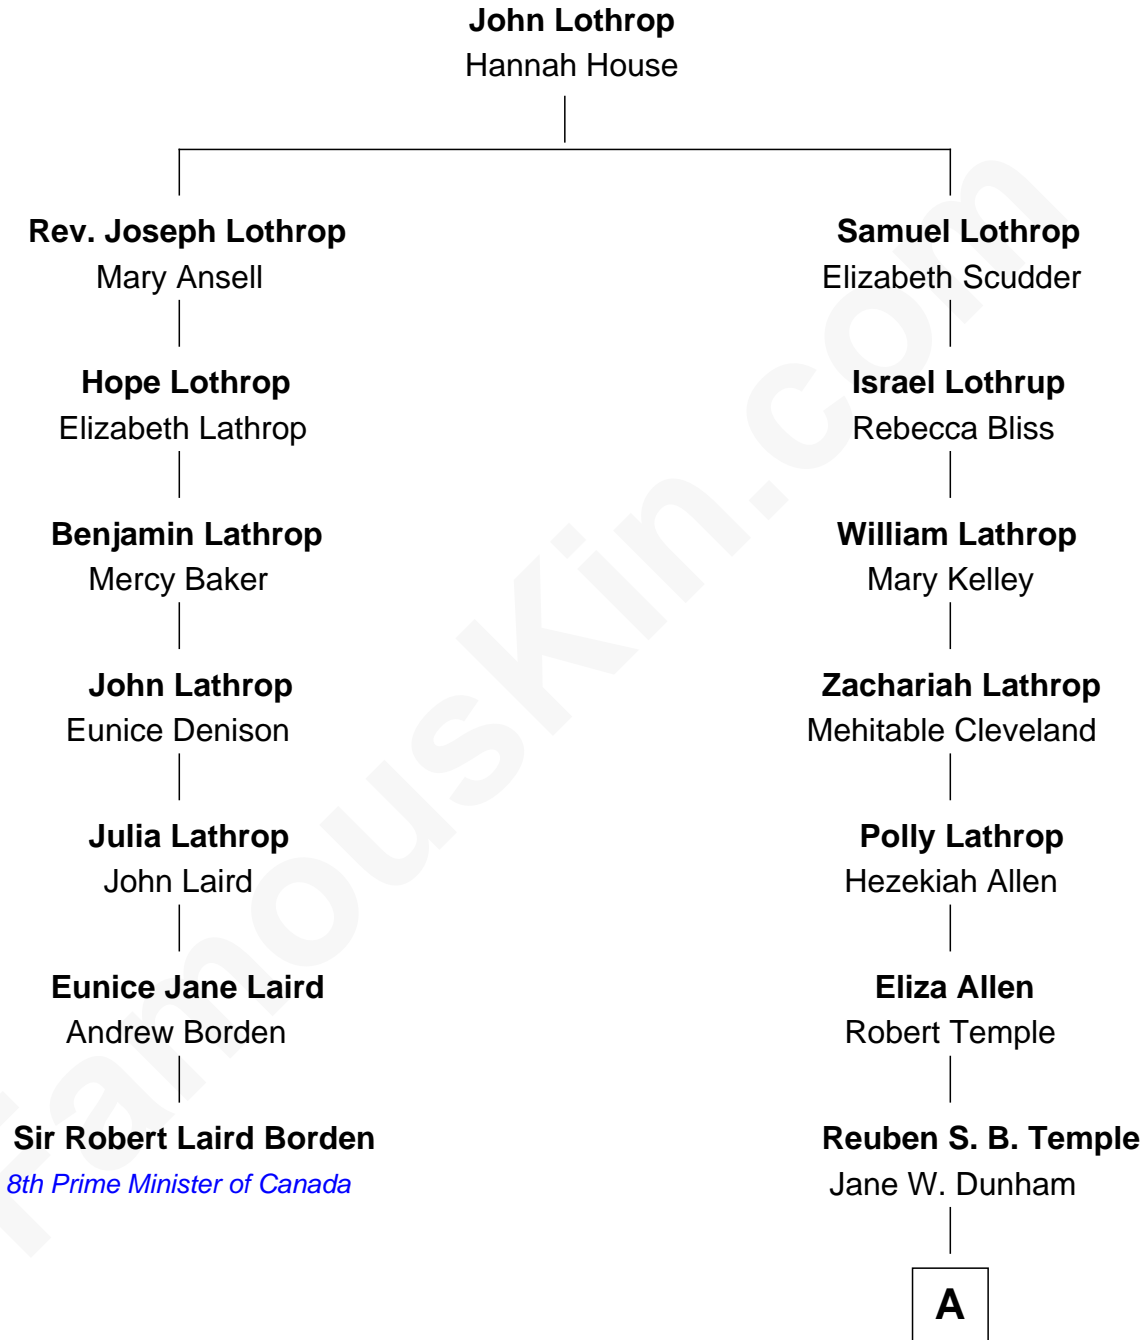 John Lothrop
Hannah House
Rev. Joseph Lothrop
Mary Ansell
Samuel Lothrop
Elizabeth Scudder
Hope Lothrop
Elizabeth Lathrop
Israel Lothrup
Rebecca Bliss
Benjamin Lathrop
Mercy Baker
William Lathrop
Mary Kelley
John Lathrop
Eunice Denison
Zachariah Lathrop
Mehitable Cleveland
Julia Lathrop
John Laird
Polly Lathrop
Hezekiah Allen
Eunice Jane Laird
Andrew Borden
Eliza Allen
Robert Temple
Sir Robert Laird Borden
8th Prime Minister of Canada
Reuben S. B. Temple
Jane W. Dunham
A
FamousKin.com